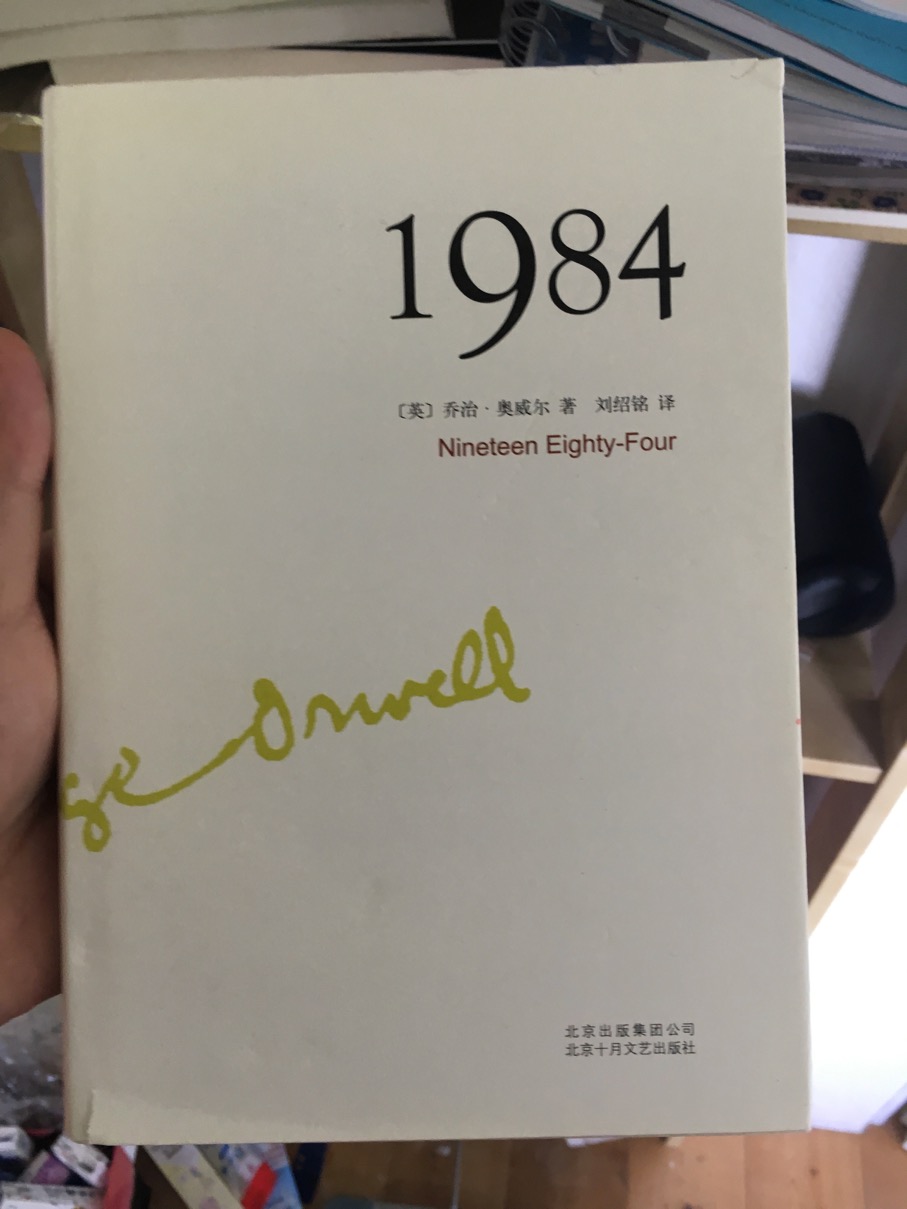 1984
〔英〕乔治·奥威尔 著 刘绍铭 译
Nineteen Eighty-Four
ge Orwell
北京出版集团公司
北京十月文艺出版社